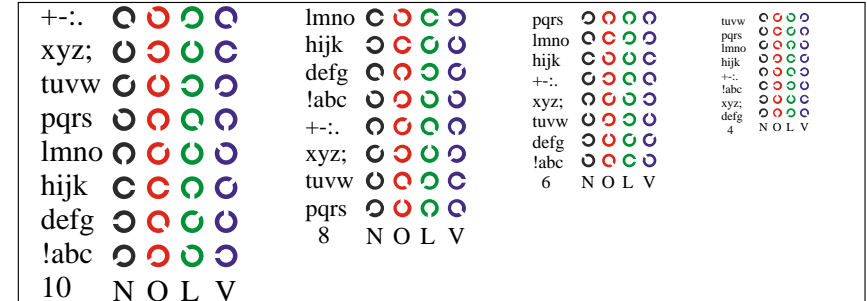 +-:.
xyz;
tuvw
pqrs
lmno
hijk
defg
!abc
10 N O L V
lmno
hijk
defg
!abc
+-:.
xyz;
tuvw
pqrs
8 N O L V
pqrs
lmno
hijk
+-:.
xyz;
tuvw
defg
!abc
6 N O L V
tuvw
pqrs
lmno
hijk
+-:.
!abc
xyz;
defg
4 N O L V